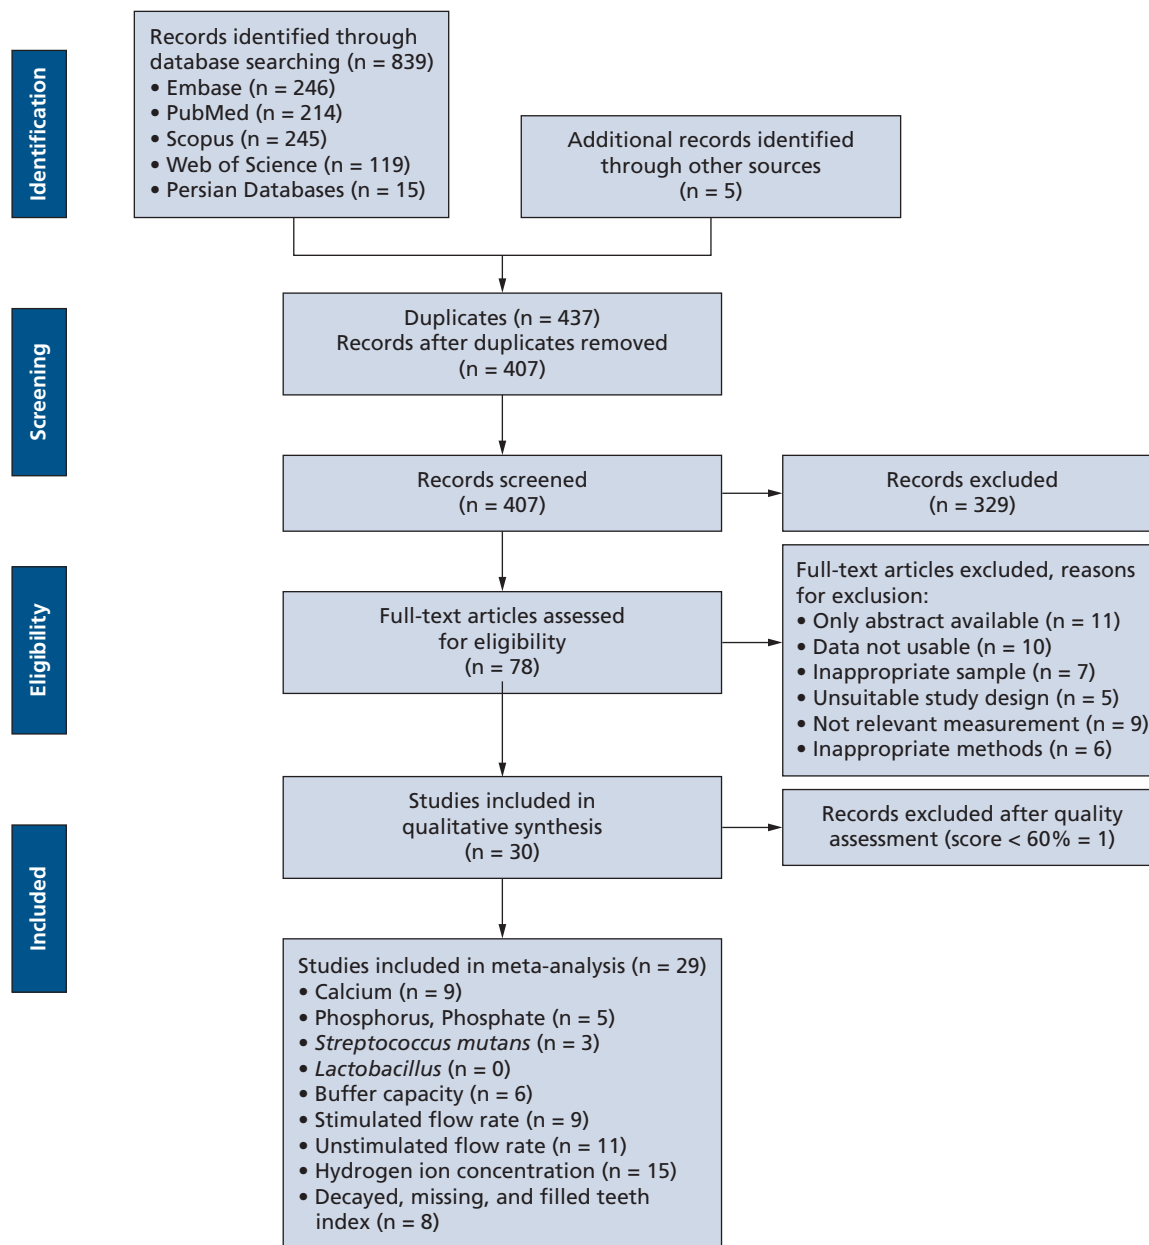 Identification
Records identified through
database searching (n = 839)
• Embase (n = 246)
• PubMed (n = 214)
• Scopus (n = 245)
• Web of Science (n = 119)
• Persian Databases (n = 15)
Additional records identified
through other sources
(n = 5)
Screening
Duplicates (n = 437)
Records after duplicates removed
(n = 407)
Records screened
(n = 407)
Records excluded
(n = 329)
Eligibility
Full-text articles assessed
for eligibility
(n = 78)
Full-text articles excluded, reasons
for exclusion:
• Only abstract available (n = 11)
• Data not usable (n = 10)
• Inappropriate sample (n = 7)
• Unsuitable study design (n = 5)
• Not relevant measurement (n = 9)
• Inappropriate methods (n = 6)
Included
Studies included in
qualitative synthesis
(n = 30)
Records excluded after quality
assessment (score < 60% = 1)
Studies included in meta-analysis (n = 29)
• Calcium (n = 9)
• Phosphorus, Phosphate (n = 5)
• Streptococcus mutans (n = 3)
• Lactobacillus (n = 0)
• Buffer capacity (n = 6)
• Stimulated flow rate (n = 9)
• Unstimulated flow rate (n = 11)
• Hydrogen ion concentration (n = 15)
• Decayed, missing, and filled teeth
index (n = 8)